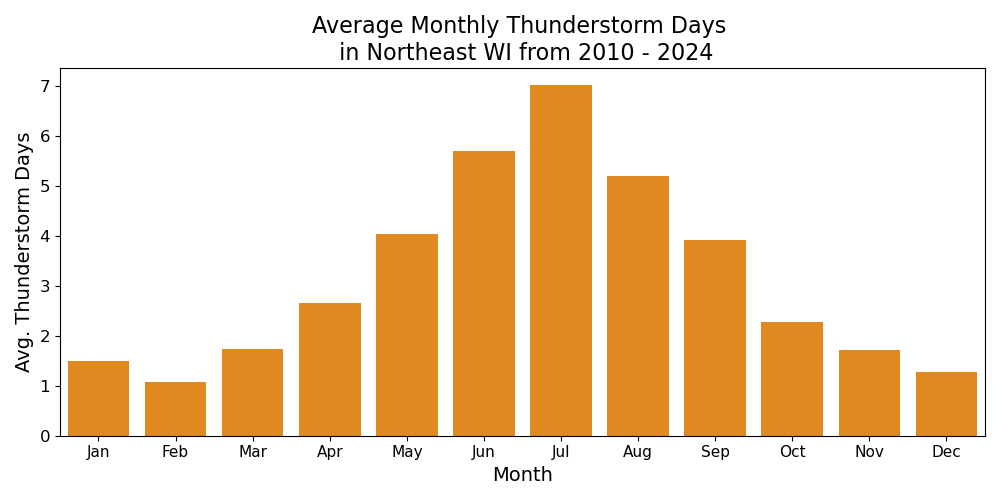 Average Monthly Thunderstorm Days
in Northeast WI from 2010 - 2024
Avg. Thunderstorm Days
7
6
5
4
3
2
1
0
Jan Feb Mar Apr May Jun Jul Aug Sep Oct Nov Dec
Month